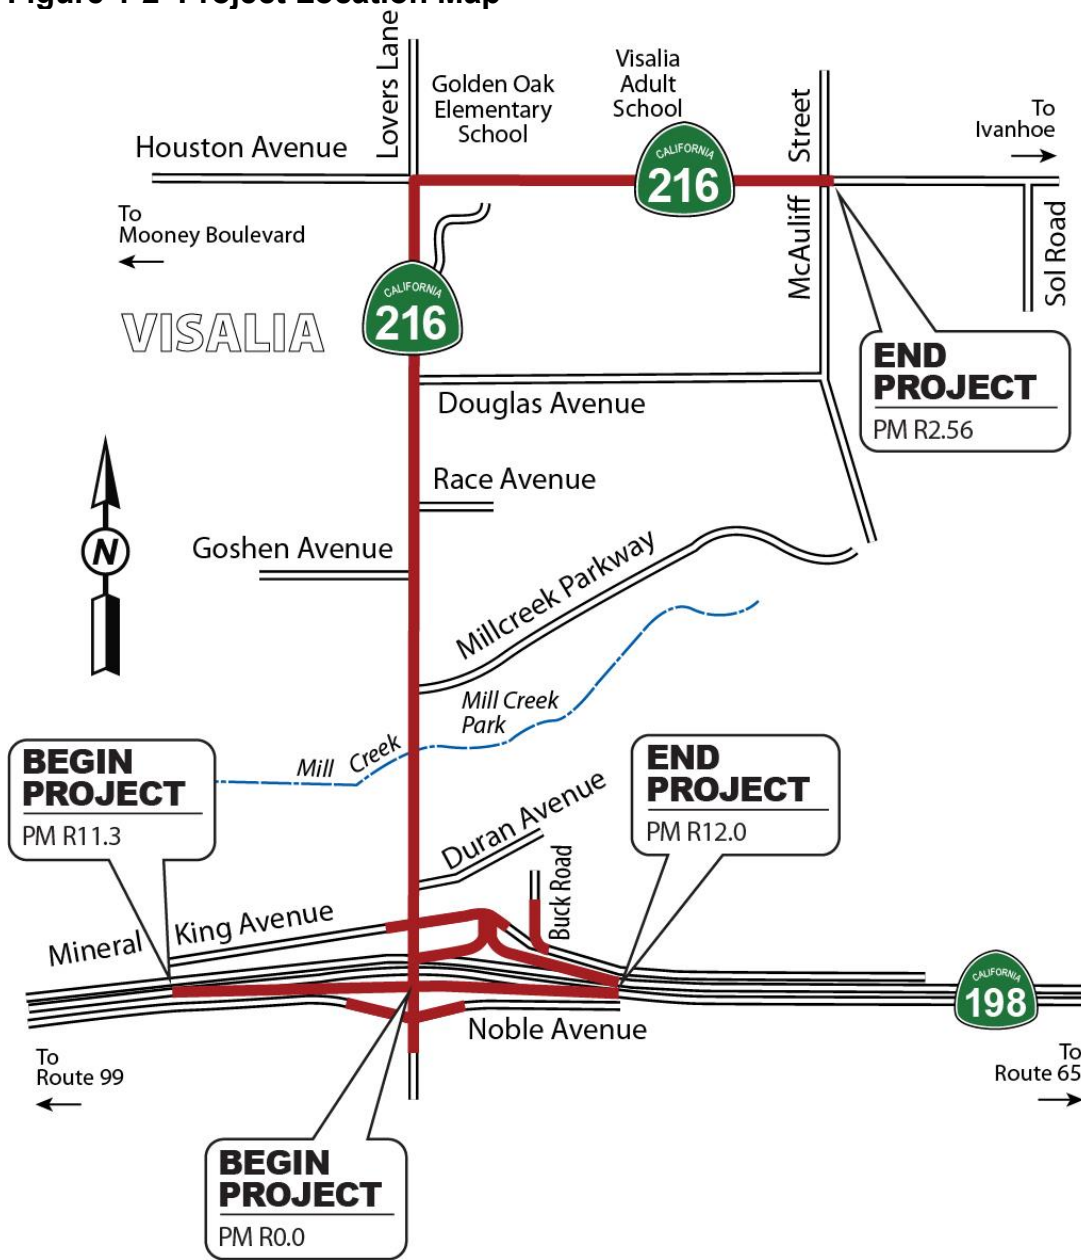 Figure 1-2 Project Location Map
Lovers Lane
Golden Oak
Elementary
School
Visalia
Adult
School
McAuliff Street
To
Ivanhoe
Houston Avenue
CALIFORNIA
216
To
Mooney Boulevard
Sol Road
CALIFORNIA
216
VISALIA
END
PROJECT
PM R2.56
Douglas Avenue
Race Avenue
N
Goshen Avenue
Millcreek Parkway
Mill Creek
Park
Mill Creek
BEGIN
PROJECT
PM R11.3
END
PROJECT
PM R12.0
Duran Avenue
Buck Road
Mineral King Avenue
CALIFORNIA
198
Noble Avenue
To
Route 99
To
Route 65
BEGIN
PROJECT
PM R0.0